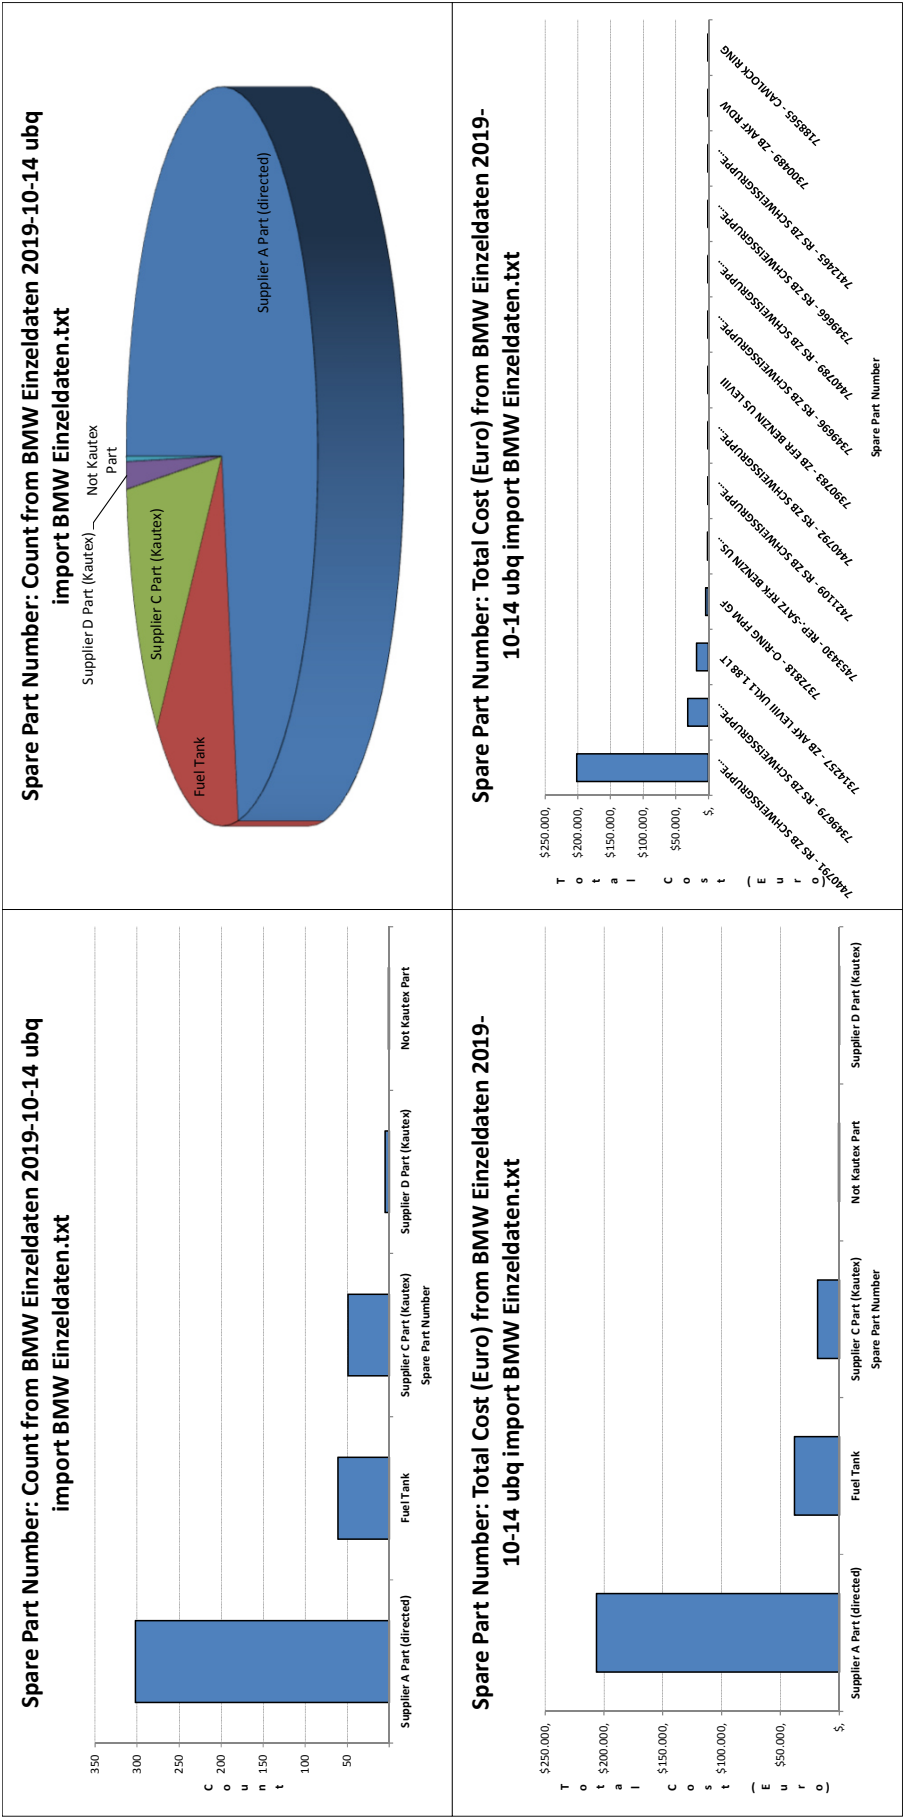 Spare Part Number: Count from BMW Einzeldaten 2019-10-14 ubq
import BMW Einzeldaten.txt
350
300
250
200
150
100
50
Count
Supplier A Part (directed)
Fuel Tank
Supplier C Part (Kautex)
Supplier D Part (Kautex)
Not Kautex Part
Spare Part Number
Spare Part Number: Count from BMW Einzeldaten 2019-10-14 ubq
import BMW Einzeldaten.txt
Supplier D Part (Kautex)
Not Kautex
Part
Supplier C Part (Kautex)
Fuel Tank
Supplier A Part (directed)
Spare Part Number: Total Cost (Euro) from BMW Einzeldaten 2019-
10-14 ubq import BMW Einzeldaten.txt
$250.000,
$200.000,
$150.000,
$100.000,
$50.000,
$,
Total Cost (Euro)
Supplier A Part (directed)
Fuel Tank
Supplier C Part (Kautex)
Not Kautex Part
Supplier D Part (Kautex)
Spare Part Number
Spare Part Number: Total Cost (Euro) from BMW Einzeldaten 2019-
10-14 ubq import BMW Einzeldaten.txt
$250.000,
$200.000,
$150.000,
$100.000,
$50.000,
$,
Total Cost (Euro)
7440791 - RS ZB SCHWEISSGRUPPE...
7349679 - RS ZB SCHWEISSGRUPPE...
7314257 - ZB AKF LEVIII UKL1 1.88 LT
7372818 - O-RING FPM GF
7453430 - REP.-SATZ RFK BENZIN US...
7421109 - RS ZB SCHWEISSGRUPPE...
7440792 - RS ZB SCHWEISSGRUPPE...
7390783 - ZB EFR BENZIN US LEVIII
7349696 - RS ZB SCHWEISSGRUPPE...
7440789 - RS ZB SCHWEISSGRUPPE...
7349666 - RS ZB SCHWEISSGRUPPE...
7412465 - RS ZB SCHWEISSGRUPPE...
7300489 - ZB AKF RDW
7188565 - CAMLOCK RING
Spare Part Number